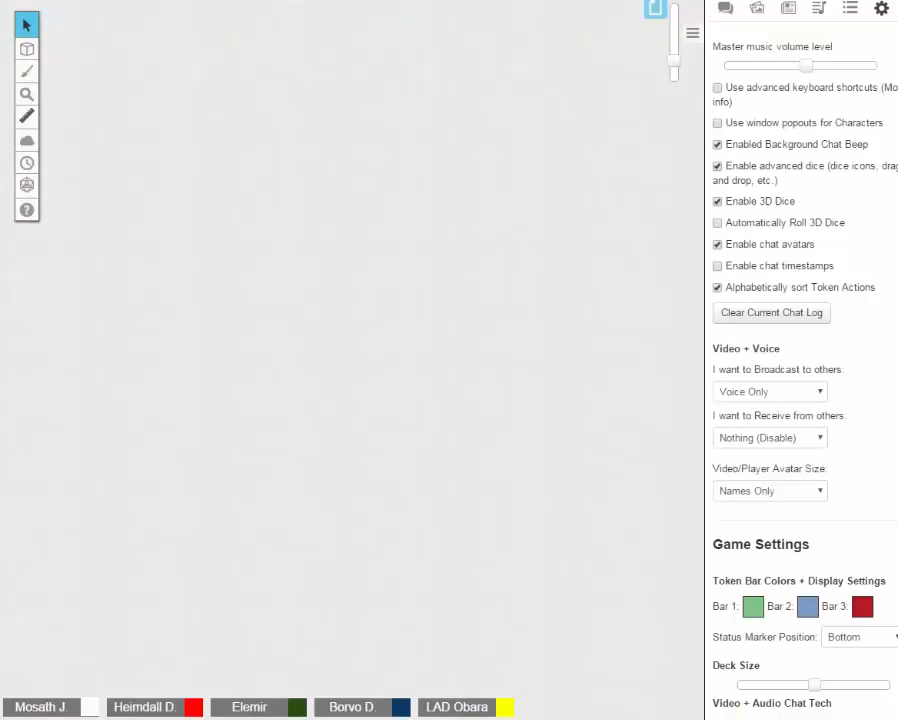 Master music volume level
Use advanced keyboard shortcuts (Mo
info)
Use window popouts for Characters
Enabled Background Chat Beep
Enable advanced dice (dice icons, drag
and drop, etc.)
Enable 3D Dice
Automatically Roll 3D Dice
Enable chat avatars
Enable chat timestamps
Alphabetically sort Token Actions
Clear Current Chat Log
Video + Voice
I want to Broadcast to others:
Voice Only
I want to Receive from others:
Nothing (Disable)
Video/Player Avatar Size:
Names Only
Game Settings
Token Bar Colors + Display Settings
Bar 1: Bar 2: Bar 3:
Status Marker Position: Bottom
Deck Size
Video + Audio Chat Tech
Mosath J. Heimdall D. Elemir Borvo D. LAD Obara